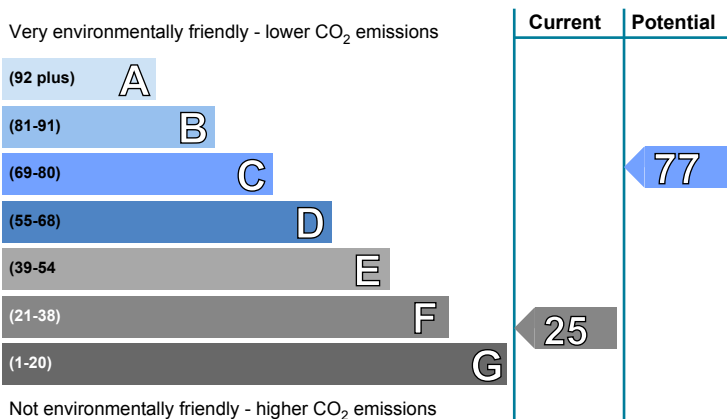 Very environmentally friendly - lower CO2 emissions
Current
Potential
(92 plus) A
(81-91) B
(69-80) C
77
(55-68) D
(39-54 E
(21-38) F
25
(1-20) G
Not environmentally friendly - higher CO2 emissions